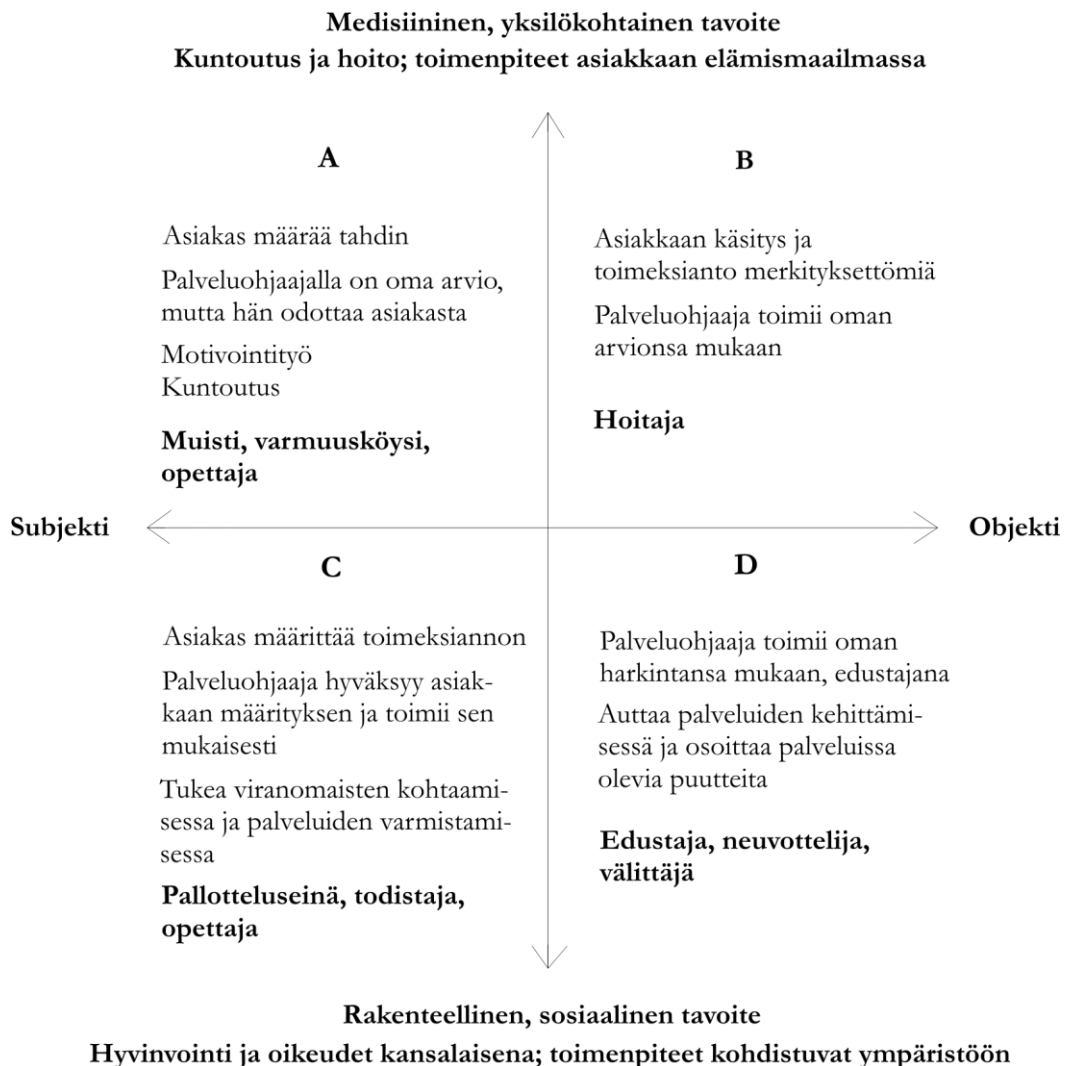 Medisiininen, yksilökohtainen tavoite
Kuntoutus ja hoito; toimenpiteet asiakkaan elämismaailmassa
A
Asiakas määrää tahdin
Palveluohjaajalla on oma arvio,
mutta hän odottaa asiakasta
Motivointityö
Kuntoutus
Muisti, varmuusköysi,
opettaja
B
Asiakkaan käsitys ja
toimeksianto merkityksettömiä
Palveluohjaaja toimii oman
arvionsa mukaan
Hoitaja
Subjekti
Objekti
C
Asiakas määrittää toimeksiannon
Palveluohjaaja hyväksyy asiak-
kaan määrityksen ja toimii sen
mukaisesti
Tukea viranomaisten kohtaami-
sessa ja palveluiden varmistami-
sessa
Pallotteluseinä, todistaja,
opettaja
D
Palveluohjaaja toimii oman
harkintansa mukaan, edustajana
Auttaa palveluiden kehittämi-
sessä ja osoittaa palveluissa
olevia puutteita
Edustaja, neuvottelija,
välittäjä
Rakenteellinen, sosiaalinen tavoite
Hyvinvointi ja oikeudet kansalaisena; toimenpiteet kohdistuvat ympäristöön